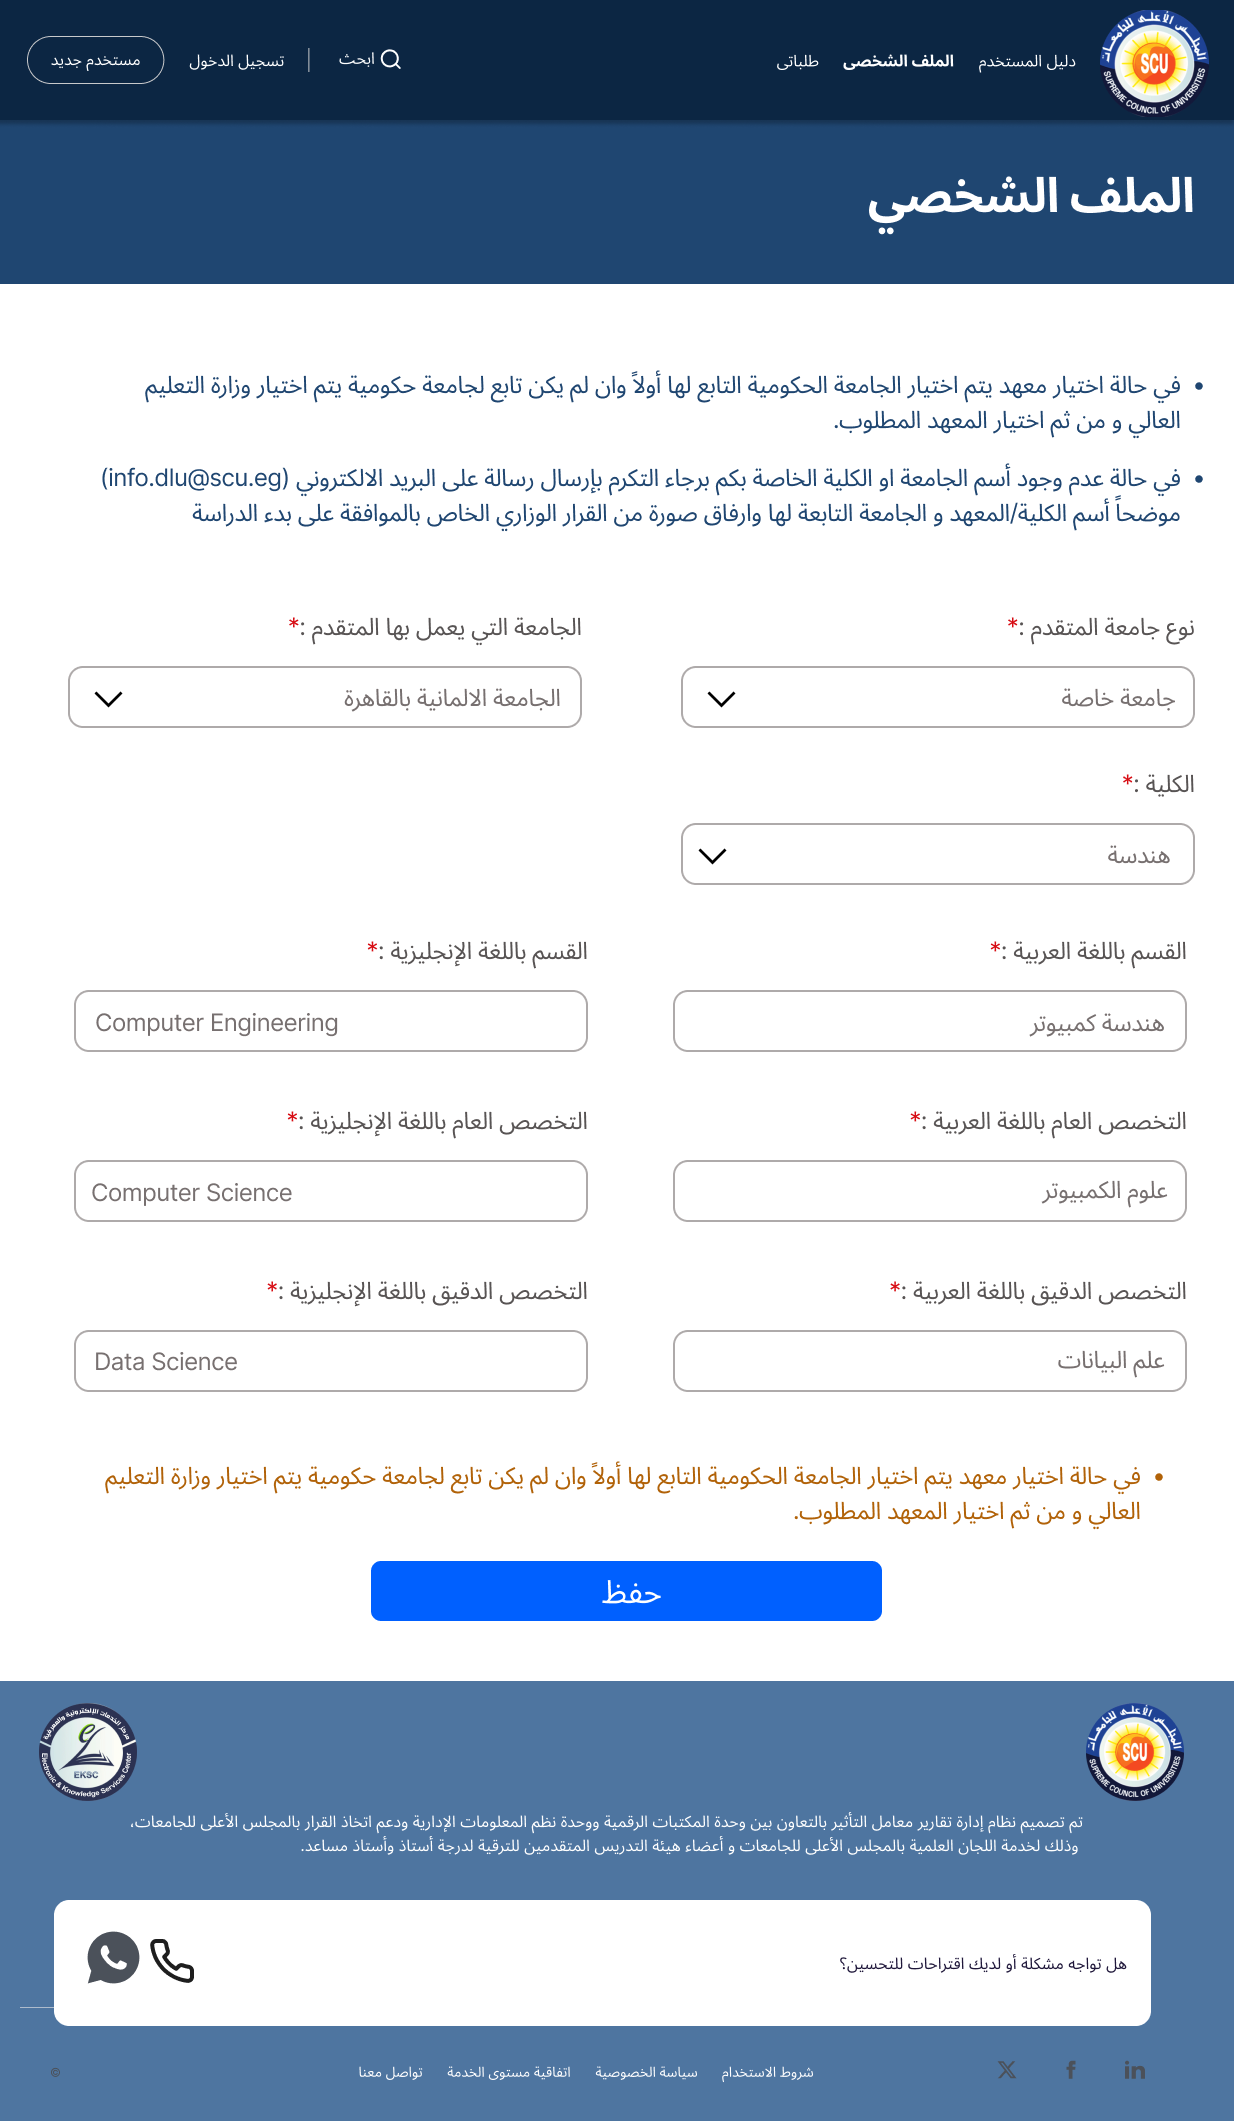 المجلس الأعلى للجامعات
SCU
SUPREME COUNCIL OF UNIVERSITIES
دليل المستخدم
الملف الشخصى
طلباتى
ابحث
تسجيل الدخول
مستخدم جديد
الملف الشخصي
• في حالة اختيار معهد يتم اختيار الجامعة الحكومية التابع لها أولاً وان لم يكن تابع لجامعة حكومية يتم اختيار وزارة التعليم
العالي و من ثم اختيار المعهد المطلوب.
• في حالة عدم وجود أسم الجامعة او الكلية الخاصة بكم برجاء التكرم بإرسال رسالة على البريد الالكتروني (info.dlu@scu.eg)
موضحاً أسم الكلية/المعهد و الجامعة التابعة لها وارفاق صورة من القرار الوزاري الخاص بالموافقة على بدء الدراسة
نوع جامعة المتقدم :*
الجامعة التي يعمل بها المتقدم :*
جامعة خاصة
الجامعة الالمانية بالقاهرة
الكلية :*
هندسة
القسم باللغة العربية :*
القسم باللغة الإنجليزية :*
هندسة كمبيوتر
Computer Engineering
التخصص العام باللغة العربية :*
التخصص العام باللغة الإنجليزية :*
علوم الكمبيوتر
Computer Science
التخصص الدقيق باللغة العربية :*
التخصص الدقيق باللغة الإنجليزية :*
علم البيانات
Data Science
• في حالة اختيار معهد يتم اختيار الجامعة الحكومية التابع لها أولاً وان لم يكن تابع لجامعة حكومية يتم اختيار وزارة التعليم
العالي و من ثم اختيار المعهد المطلوب.
حفظ
المجلس الأعلى للجامعات
SCU
SUPREME COUNCIL OF UNIVERSITIES
مركز الخدمات الإلكترونية والمعرفية
EKSC
Electronic & Knowledge Services Center
تم تصميم نظام إدارة تقارير معامل التأثير بالتعاون بين وحدة المكتبات الرقمية ووحدة نظم المعلومات الإدارية ودعم اتخاذ القرار بالمجلس الأعلى للجامعات،
وذلك لخدمة اللجان العلمية بالمجلس الأعلى للجامعات و أعضاء هيئة التدريس المتقدمين للترقية لدرجة أستاذ وأستاذ مساعد.
هل تواجه مشكلة أو لديك اقتراحات للتحسين؟
شروط الاستخدام
سياسة الخصوصية
اتفاقية مستوى الخدمة
تواصل معنا
©